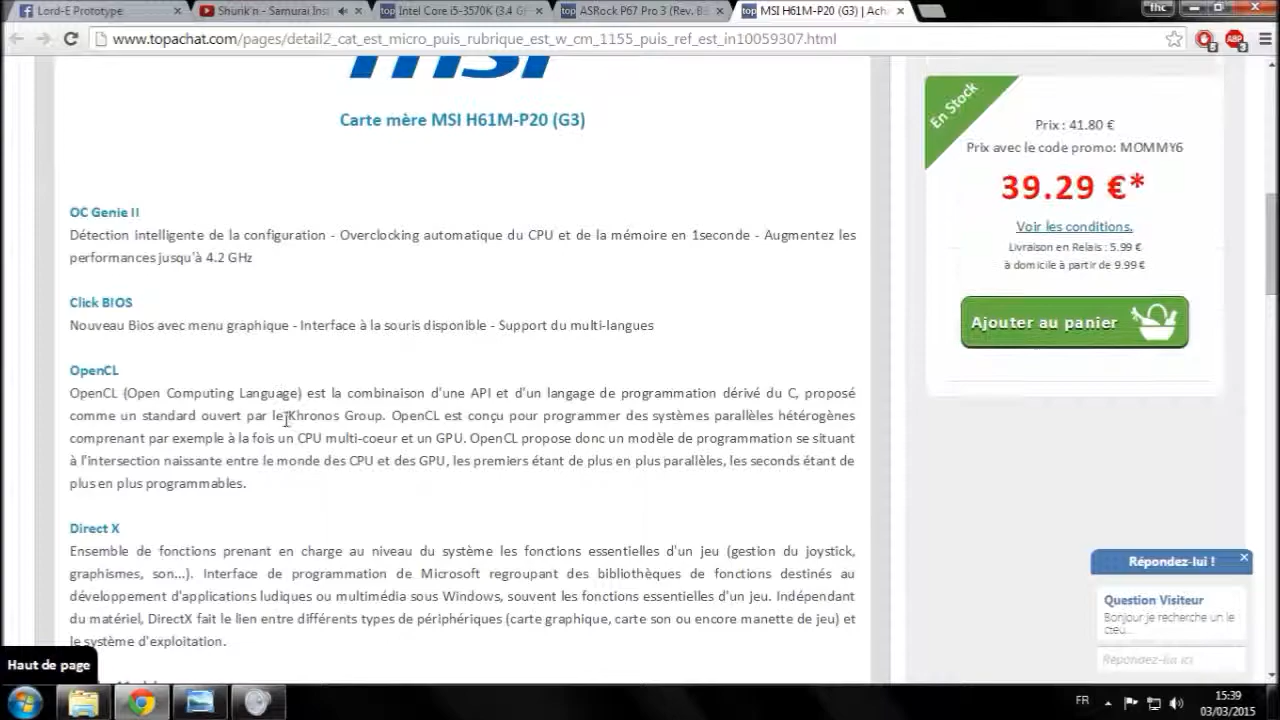 Lord-E Prototype
Shurik'n - Samurai Inst
Intel Core i5-3570K (3.4 G
ASRock P67 Pro 3 (Rev. B
MSI H61M-P20 (G3) | Ach
thc
www.topachat.com/pages/detail2_cat_est_micro_puis_rubrique_est_w_cm_1155_puis_ref_est_in10059307.html
msi
Carte mère MSI H61M-P20 (G3)
OC Genie II
Détection intelligente de la configuration - Overclocking automatique du CPU et de la mémoire en 1seconde - Augmentez les
performances jusqu'à 4.2 GHz
Click BIOS
Nouveau Bios avec menu graphique - Interface à la souris disponible - Support du multi-langues
OpenCL
OpenCL (Open Computing Language) est la combinaison d'une API et d'un langage de programmation dérivé du C, proposé
comme un standard ouvert par le Khronos Group. OpenCL est conçu pour programmer des systèmes parallèles hétérogènes
comprenant par exemple à la fois un CPU multi-coeur et un GPU. OpenCL propose donc un modèle de programmation se situant
à l'intersection naissante entre le monde des CPU et des GPU, les premiers étant de plus en plus parallèles, les seconds étant de
plus en plus programmables.
Direct X
Ensemble de fonctions prenant en charge au niveau du système les fonctions essentielles d'un jeu (gestion du joystick,
graphismes, son...). Interface de programmation de Microsoft regroupant des bibliothèques de fonctions destinés au
développement d'applications ludiques ou multimédia sous Windows, souvent les fonctions essentielles d'un jeu. Indépendant
du matériel, DirectX fait le lien entre différents types de périphériques (carte graphique, carte son ou encore manette de jeu) et
le système d'exploitation.
En Stock
Prix : 41.80 €
Prix avec le code promo: MOMMY6
39.29 €*
Voir les conditions.
Livraison en Relais : 5.99 €
à domicile à partir de 9.99 €
Ajouter au panier
Répondez-lui !
Question Visiteur
Bonjour je recherche un le
Répondez-lui ici
Haut de page
FR
15:39
03/03/2015